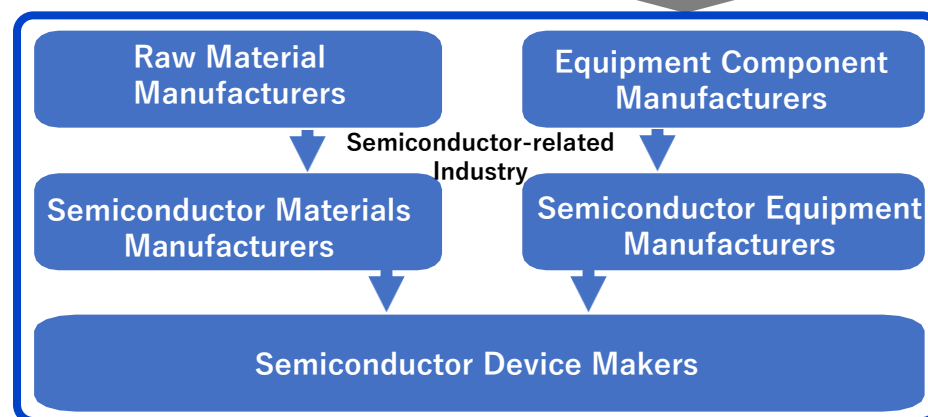 Raw Material
Manufacturers
Equipment Component
Manufacturers
Semiconductor-related
Industry
Semiconductor Materials
Manufacturers
Semiconductor Equipment
Manufacturers
Semiconductor Device Makers